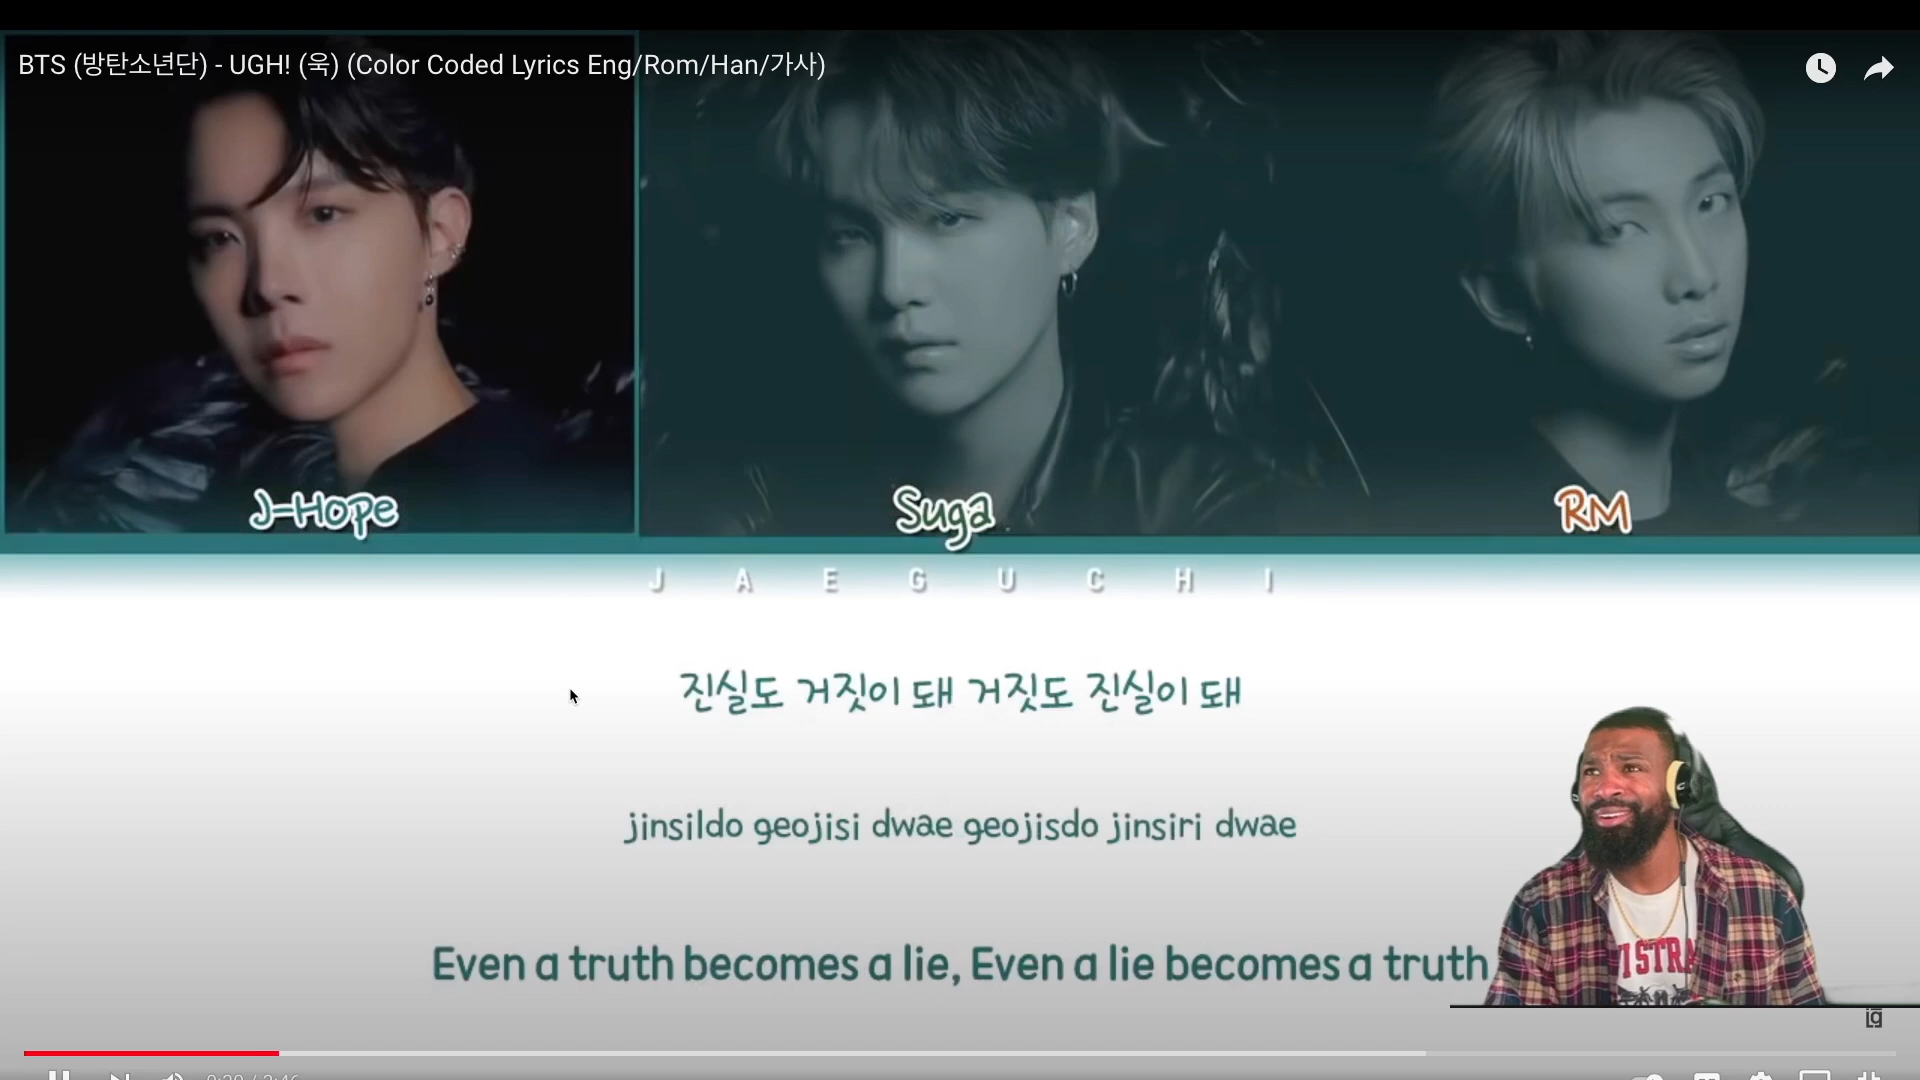 BTS (방탄소년단) - UGH! (욱) (Color Coded Lyrics Eng/Rom/Han/가사)
J-Hope
Suga
RM
J A E G U C H I
진실도 거짓이 돼 거짓도 진실이 돼
jinsildo geojisi dwae geojisdo jinsiri dwae
Even a truth becomes a lie, Even a lie becomes a truth